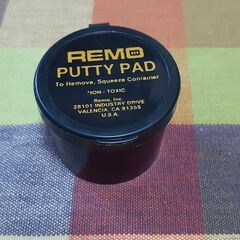 REMO
PUTTY PAD
To Remove, Squeeze Container
NON - TOXIC
Remo, Inc.
28101 INDUSTRY DRIVE
VALENCIA, CA 91355
U.S.A.